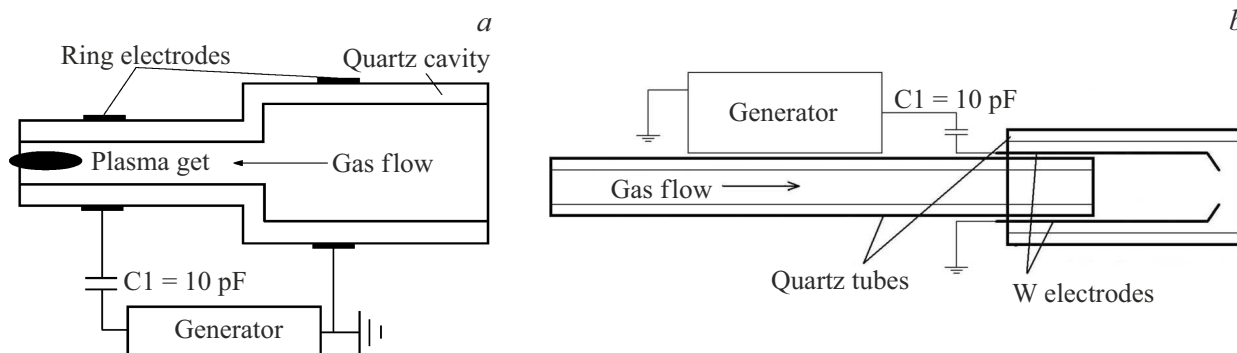 a
Ring electrodes
Quartz cavity
Plasma get
Gas flow
C1 = 10 pF
Generator
b
Generator
C1 = 10 pF
Gas flow
Quartz tubes
W electrodes